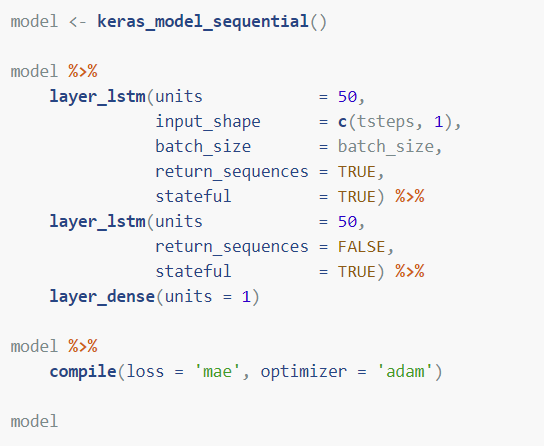 model <- keras_model_sequential()
model %>%
    layer_lstm(units            = 50,
               input_shape      = c(tsteps, 1),
               batch_size       = batch_size,
               return_sequences = TRUE,
               stateful         = TRUE) %>%
    layer_lstm(units            = 50,
               return_sequences = FALSE,
               stateful         = TRUE) %>%
    layer_dense(units = 1)
model %>%
    compile(loss = 'mae', optimizer = 'adam')
model